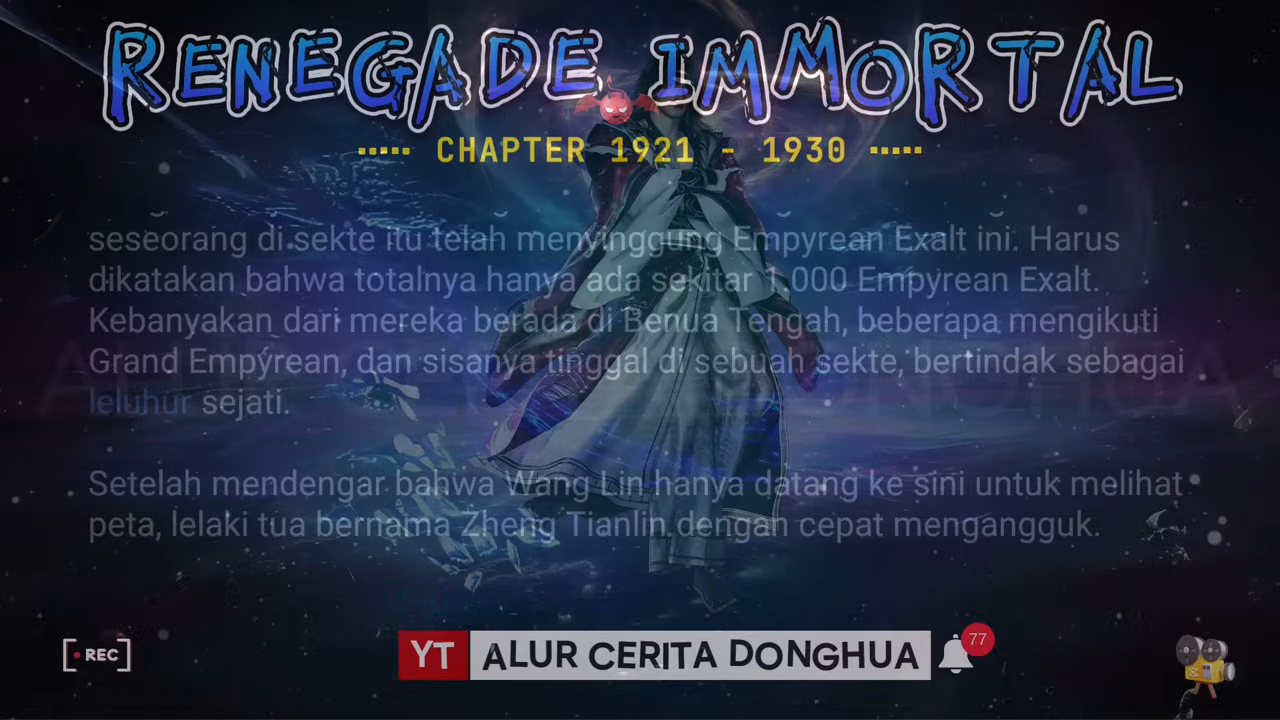 RENEGADE IMMORTAL
..... CHAPTER 1921 - 1930 .....
seseorang di sekte itu telah menyinggung Empyrean Exalt ini. Harus
dikatakan bahwa totalnya hanya ada sekitar 1.000 Empyrean Exalt.
Kebanyakan dari mereka berada di Benua Tengah, beberapa mengikuti
Grand Empyrean, dan sisanya tinggal di sebuah sekte, bertindak sebagai
leluhur sejati.
Setelah mendengar bahwa Wang Lin hanya datang ke sini untuk melihat
peta, lelaki tua bernama Zheng Tianlin dengan cepat mengangguk.
REC
YT ALUR CERITA DONGHUA 77